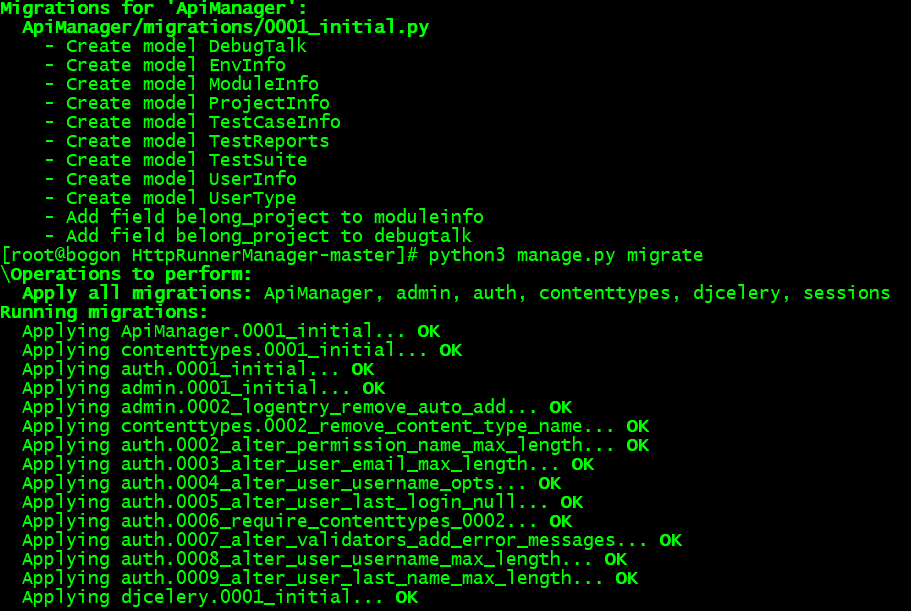 Migrations for 'ApiManager':
  ApiManager/migrations/0001_initial.py
    - Create model DebugTalk
    - Create model EnvInfo
    - Create model ModuleInfo
    - Create model ProjectInfo
    - Create model TestCaseInfo
    - Create model TestReports
    - Create model TestSuite
    - Create model UserInfo
    - Create model UserType
    - Add field belong_project to moduleinfo
    - Add field belong_project to debugtalk
[root@bogon HttpRunnerManager-master]# python3 manage.py migrate
\Operations to perform:
  Apply all migrations: ApiManager, admin, auth, contenttypes, djcelery, sessions
Running migrations:
  Applying ApiManager.0001_initial... OK
  Applying contenttypes.0001_initial... OK
  Applying auth.0001_initial... OK
  Applying admin.0001_initial... OK
  Applying admin.0002_logentry_remove_auto_add... OK
  Applying contenttypes.0002_remove_content_type_name... OK
  Applying auth.0002_alter_permission_name_max_length... OK
  Applying auth.0003_alter_user_email_max_length... OK
  Applying auth.0004_alter_user_username_opts... OK
  Applying auth.0005_alter_user_last_login_null... OK
  Applying auth.0006_require_contenttypes_0002... OK
  Applying auth.0007_alter_validators_add_error_messages... OK
  Applying auth.0008_alter_user_username_max_length... OK
  Applying auth.0009_alter_user_last_name_max_length... OK
  Applying djcelery.0001_initial... OK